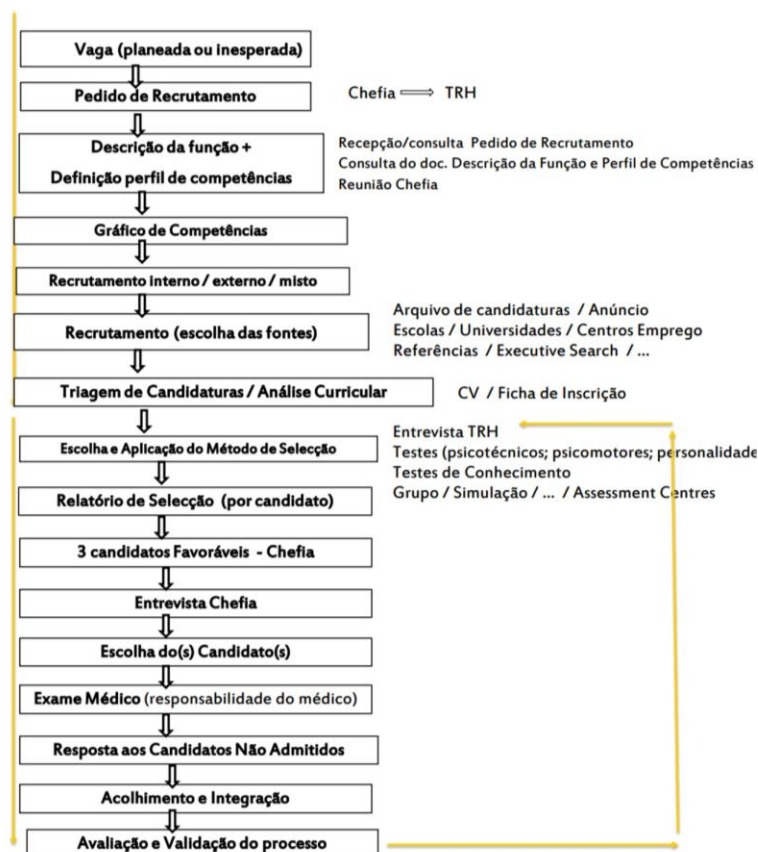 Vaga (planeada ou inesperada)
Pedido de Recrutamento
Chefia ⟹ TRH
Descrição da função +
Definição perfil de competências
Recepção/consulta Pedido de Recrutamento
Consulta do doc. Descrição da Função e Perfil de Competências
Reunião Chefia
Gráfico de Competências
Recrutamento interno / externo / misto
Recrutamento (escolha das fontes)
Arquivo de candidaturas / Anúncio
Escolas / Universidades / Centros Emprego
Referências / Executive Search / ...
Triagem de Candidaturas / Análise Curricular
CV / Ficha de Inscrição
Escolha e Aplicação do Método de Selecção
Entrevista TRH
Testes (psicotécnicos; psicomotores; personalidade
Testes de Conhecimento
Grupo / Simulação / ... / Assessment Centres
Relatório de Selecção (por candidato)
3 candidatos Favoráveis - Chefia
Entrevista Chefia
Escolha do(s) Candidato(s)
Exame Médico (responsabilidade do médico)
Resposta aos Candidatos Não Admitidos
Acolhimento e Integração
Avaliação e Validação do processo